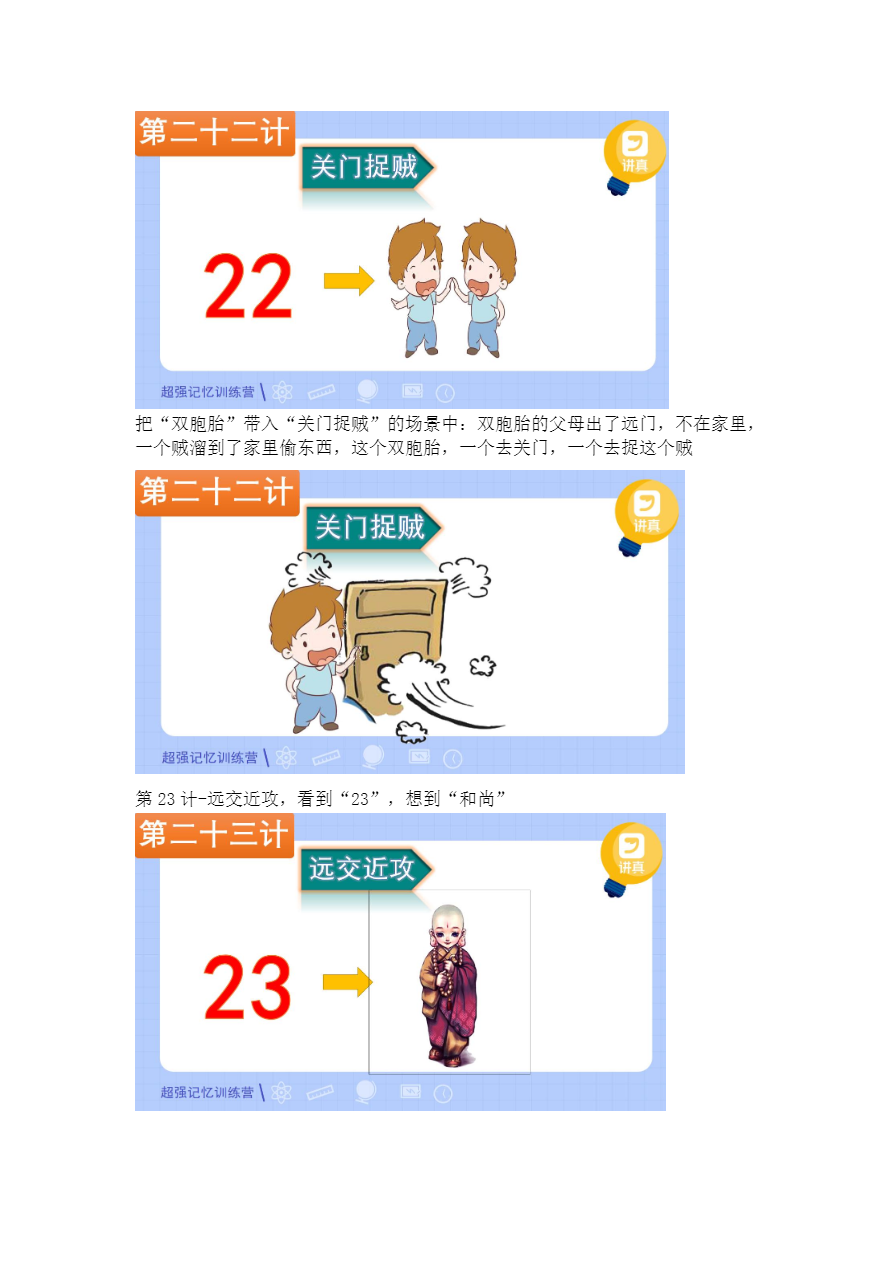 第二十二计
关门捉贼
讲真
22
超强记忆训练营
把“双胞胎”带入“关门捉贼”的场景中：双胞胎的父母出了远门，不在家里，
一个贼溜到了家里偷东西，这个双胞胎，一个去关门，一个去捉这个贼
第二十二计
关门捉贼
讲真
超强记忆训练营
第 23 计-远交近攻，看到“23”，想到“和尚”
第二十三计
远交近攻
讲真
23
超强记忆训练营